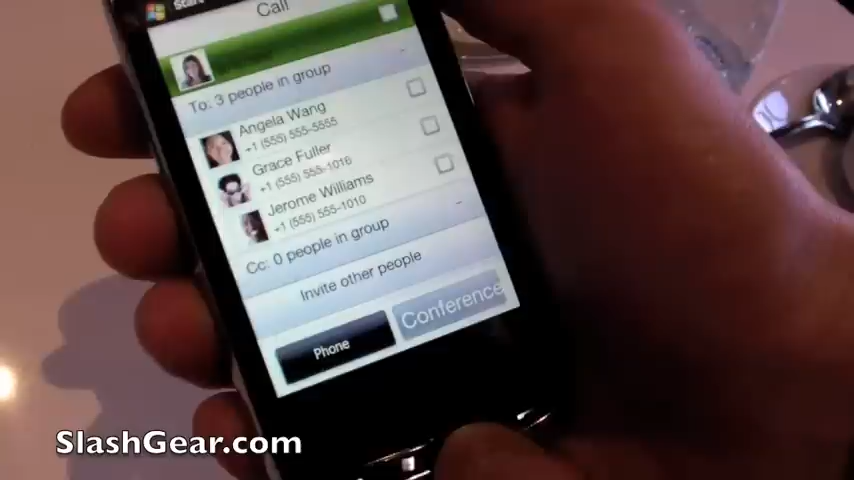 Start
Call
To: 3 people in group
Angela Wang
+1 (555) 555-5555
Grace Fuller
+1 (555) 555-1016
Jerome Williams
+1 (555) 555-1010
Cc: 0 people in group
Invite other people
Phone
Conference
SlashGear.com